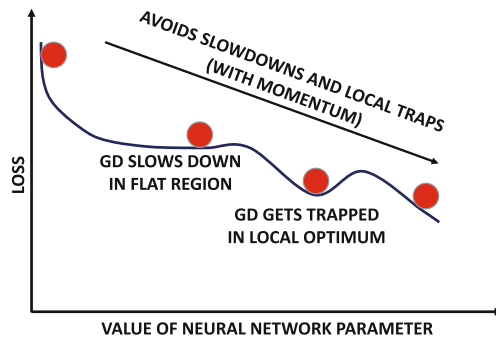 AVOIDS SLOWDOWNS AND LOCAL TRAPS
(WITH MOMENTUM)
GD SLOWS DOWN
IN FLAT REGION
GD GETS TRAPPED
IN LOCAL OPTIMUM
LOSS
VALUE OF NEURAL NETWORK PARAMETER